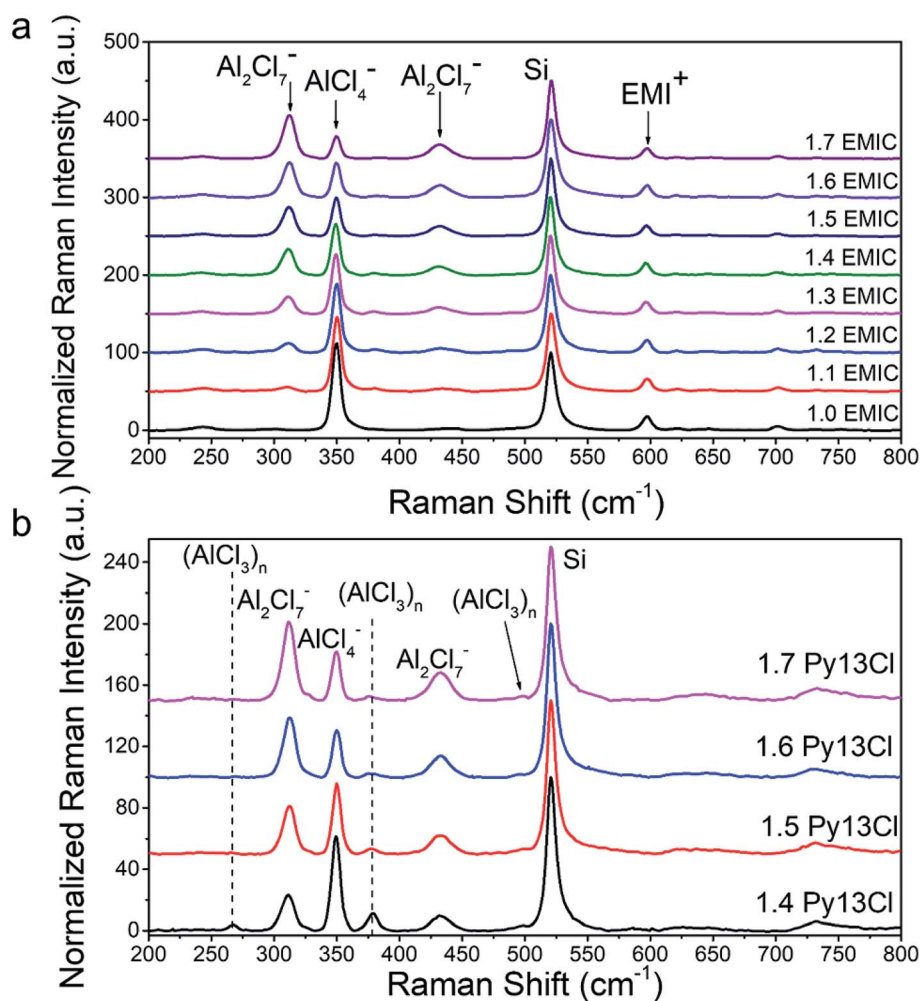 a
Normalized Raman Intensity (a.u.)
500
400
300
200
100
0
Al₂Cl₇⁻
AlCl₄⁻
Al₂Cl₇⁻
Si
EMI⁺
1.7 EMIC
1.6 EMIC
1.5 EMIC
1.4 EMIC
1.3 EMIC
1.2 EMIC
1.1 EMIC
1.0 EMIC
200 250 300 350 400 450 500 550 600 650 700 750 800
Raman Shift (cm⁻¹)
b
Normalized Raman Intensity (a.u.)
240
200
160
120
80
40
0
(AlCl₃)ₙ
Al₂Cl₇⁻
AlCl₄⁻
(AlCl₃)ₙ
Al₂Cl₇⁻
(AlCl₃)ₙ
Si
1.7 Py13Cl
1.6 Py13Cl
1.5 Py13Cl
1.4 Py13Cl
200 250 300 350 400 450 500 550 600 650 700 750 800
Raman Shift (cm⁻¹)